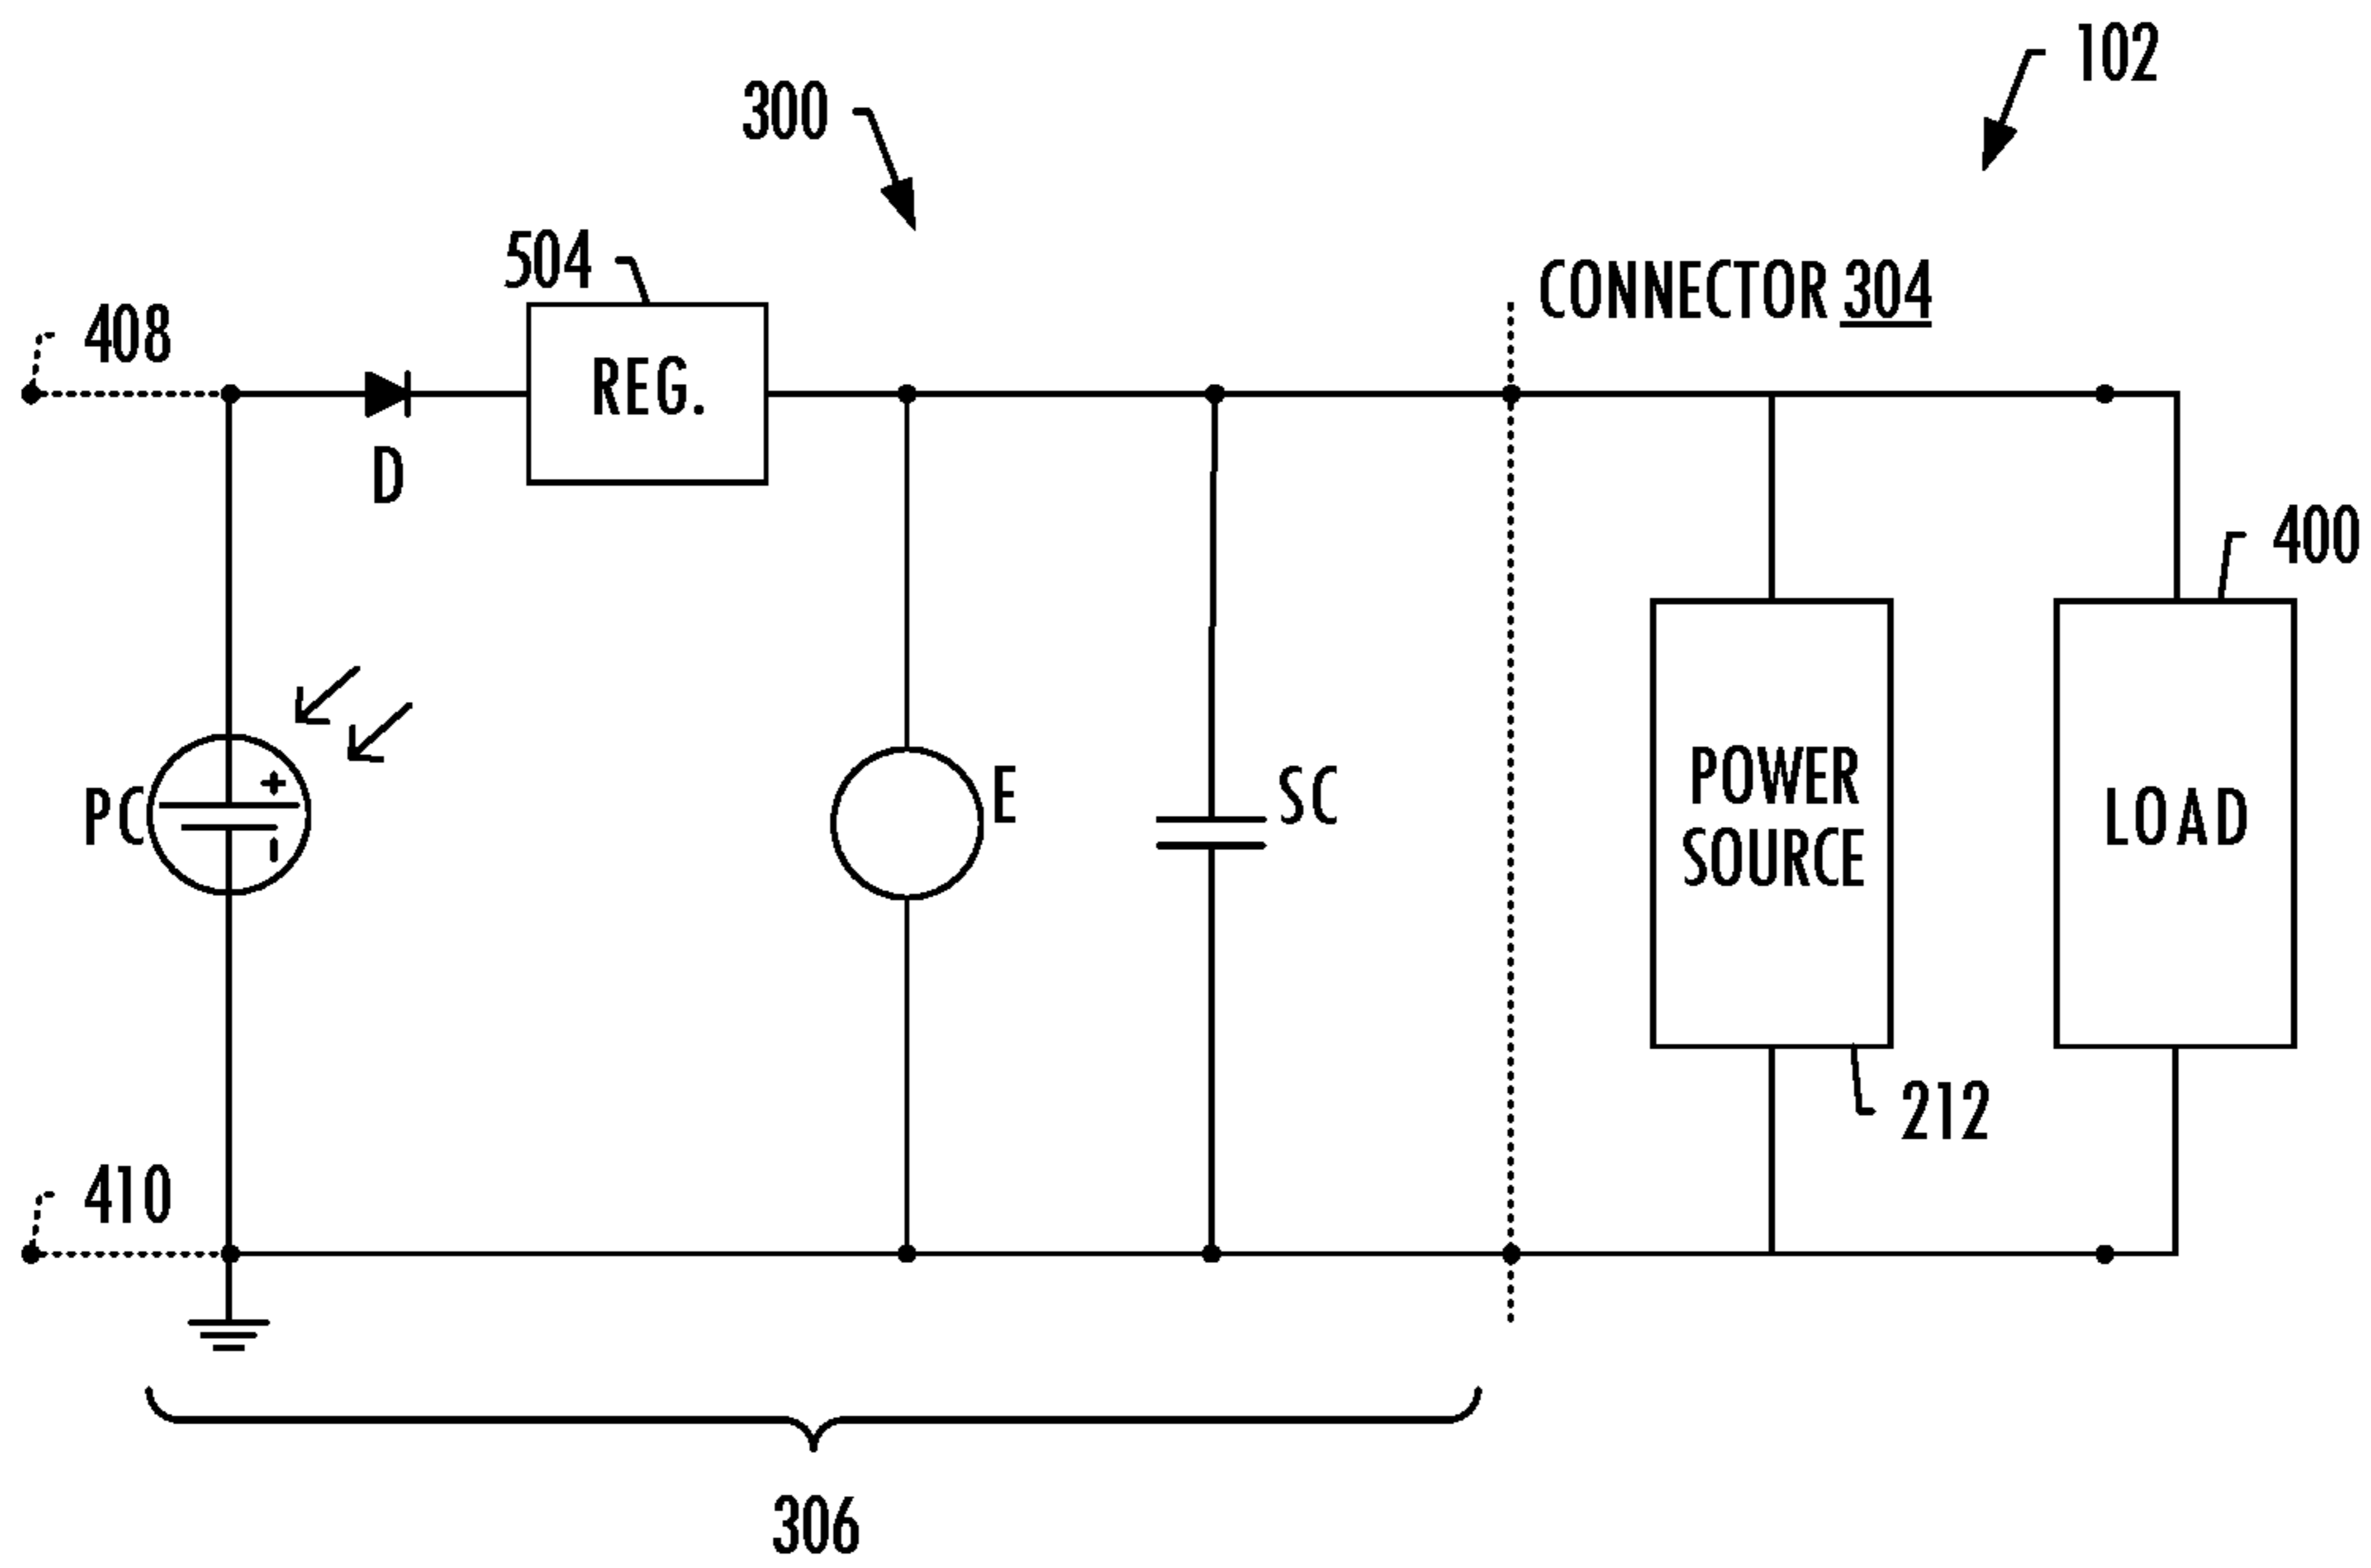 102
300
504
CONNECTOR 304
408
REG.
D
400
+
PC
E
SC
POWER
SOURCE
LOAD
-
212
410
306